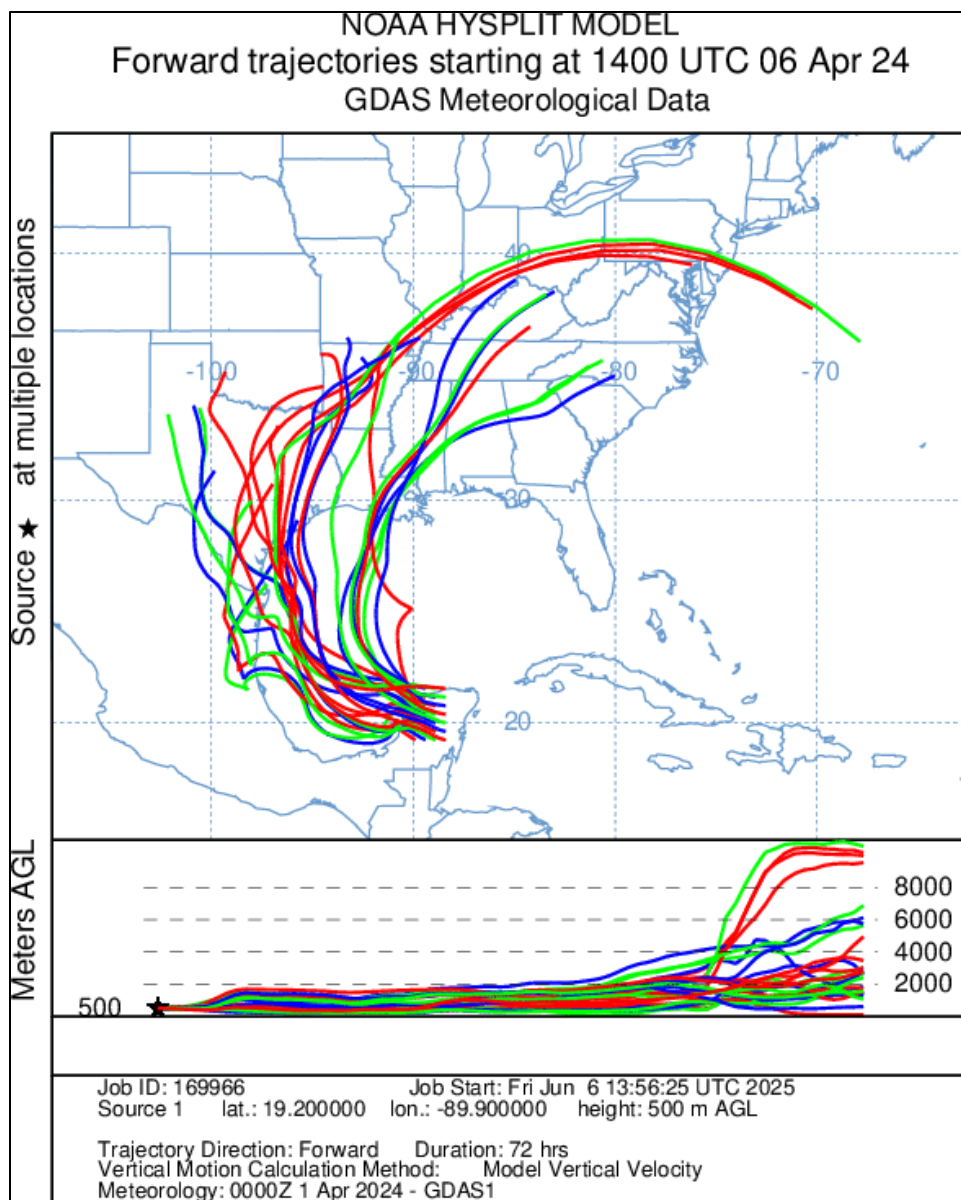 NOAA HYSPLIT MODEL
Forward trajectories starting at 1400 UTC 06 Apr 24
GDAS Meteorological Data
Source ★ at multiple locations
40
-100
-90
-80
-70
30
20
Meters AGL
8000
6000
4000
2000
500
Job ID: 169966 Job Start: Fri Jun 6 13:56:25 UTC 2025
Source 1 lat.: 19.200000 lon.: -89.900000 height: 500 m AGL
Trajectory Direction: Forward Duration: 72 hrs
Vertical Motion Calculation Method: Model Vertical Velocity
Meteorology: 0000Z 1 Apr 2024 - GDAS1